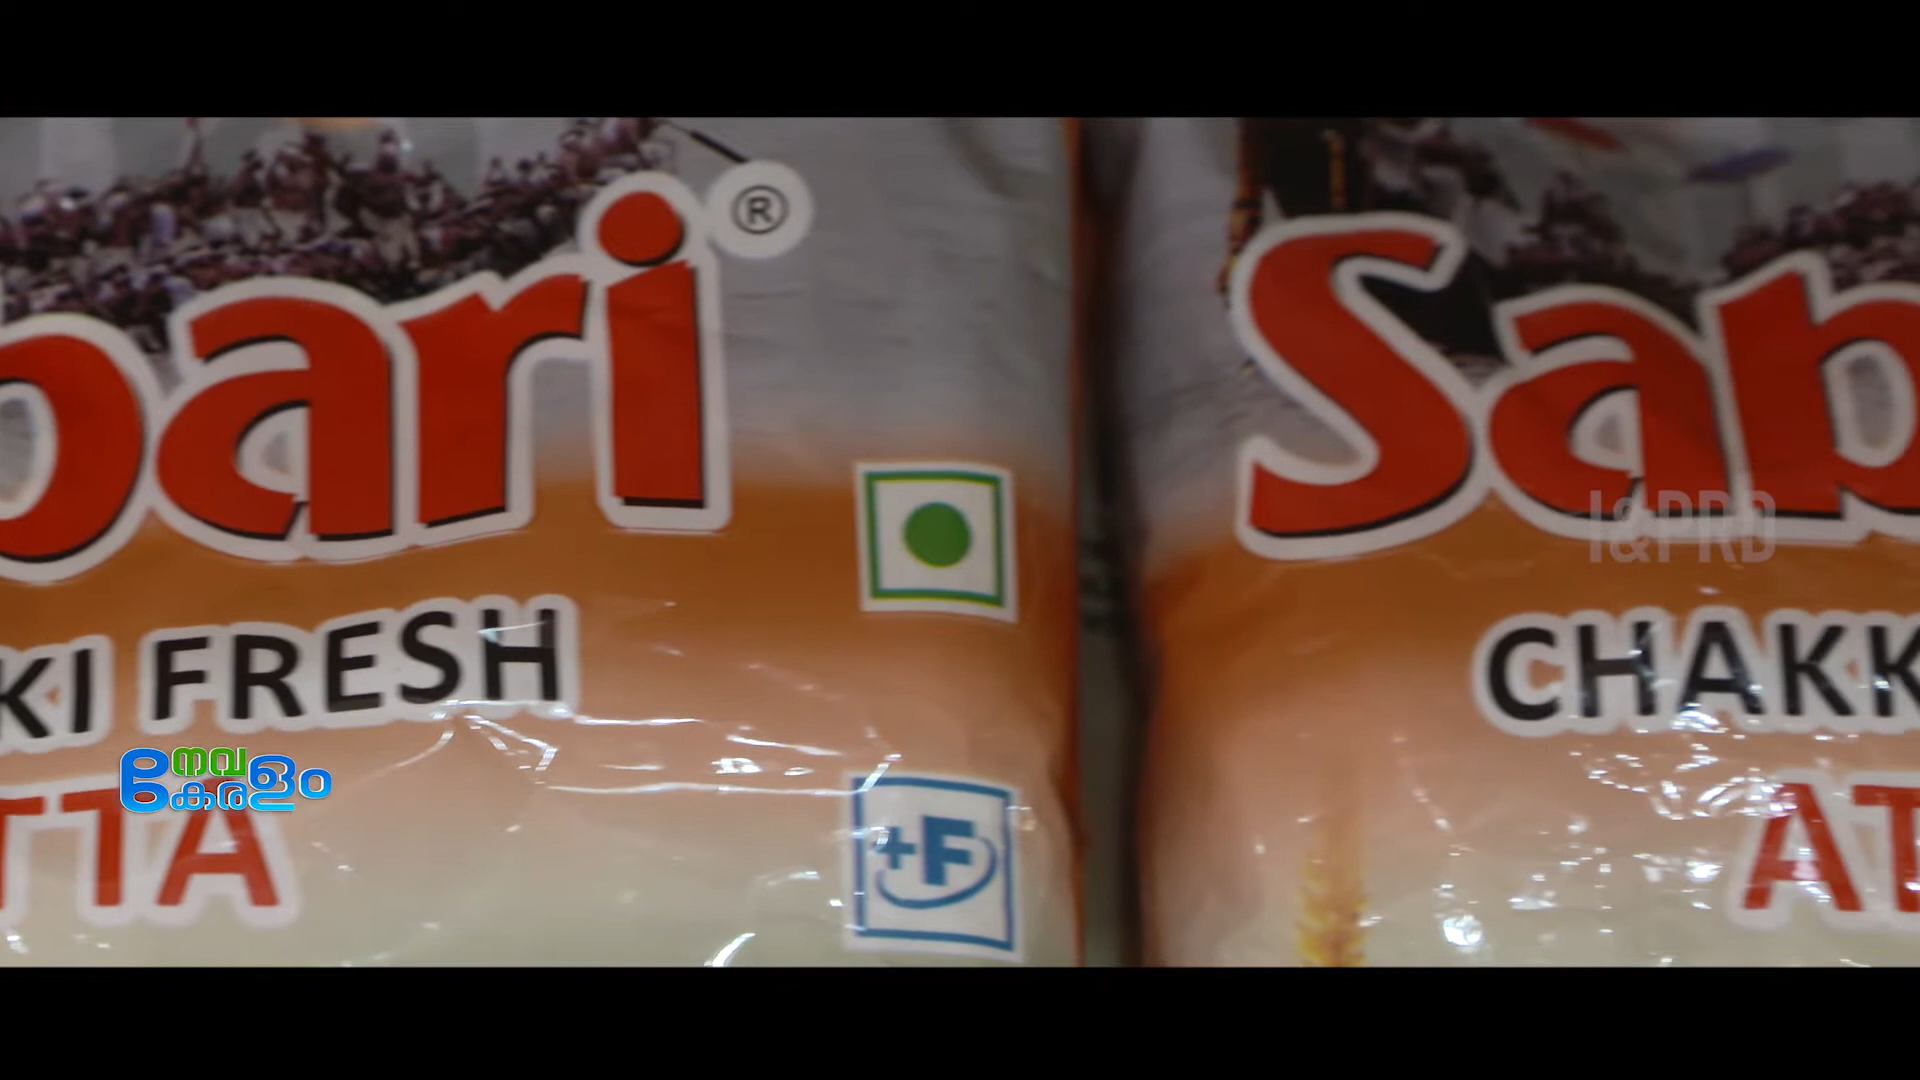 bari®
KI FRESH
TTA
+F
Sab
CHAKK
AT
I&PRD
നവ
കേരളം